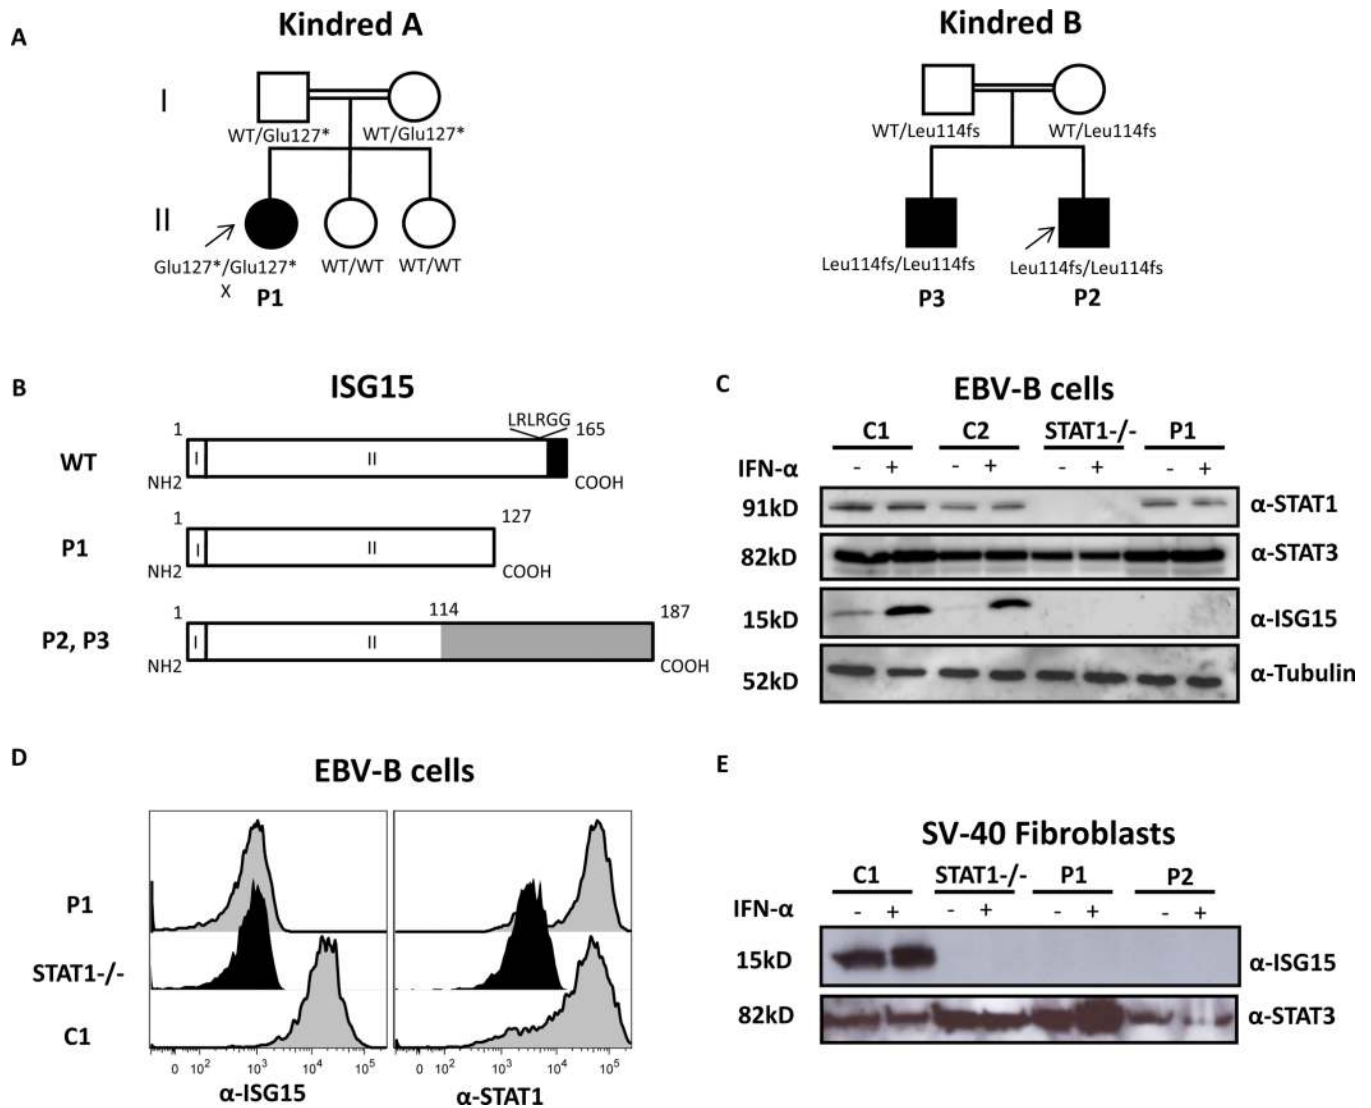 A
Kindred A
Kindred B
I
WT/Glu127*
WT/Glu127*
WT/Leu114fs
WT/Leu114fs
II
Glu127*/Glu127*
X
P1
WT/WT
WT/WT
Leu114fs/Leu114fs
P3
Leu114fs/Leu114fs
P2
B
ISG15
WT
1
LRLRGG
165
I
II
NH2
COOH
P1
1
127
I
II
NH2
COOH
P2, P3
1
114
187
I
II
NH2
COOH
C
EBV-B cells
C1 C2 STAT1-/- P1
IFN-α - + - + - + - +
91kD α-STAT1
82kD α-STAT3
15kD α-ISG15
52kD α-Tubulin
D
EBV-B cells
P1
STAT1-/-
C1
0 10² 10³ 10⁴ 10⁵
0 10² 10³ 10⁴ 10⁵
α-ISG15
α-STAT1
E
SV-40 Fibroblasts
C1 STAT1-/- P1 P2
IFN-α - + - + - + - +
15kD α-ISG15
82kD α-STAT3